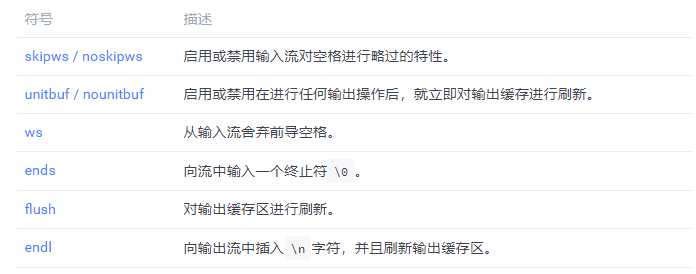 符号 描述
skipws / noskipws 启用或禁用输入流对空格进行略过的特性。
unitbuf / nounitbuf 启用或禁用在进行任何输出操作后，就立即对输出缓存进行刷新。
ws 从输入流舍弃前导空格。
ends 向流中输入一个终止符 \0 。
flush 对输出缓存区进行刷新。
endl 向输出流中插入 \n 字符，并且刷新输出缓存区。